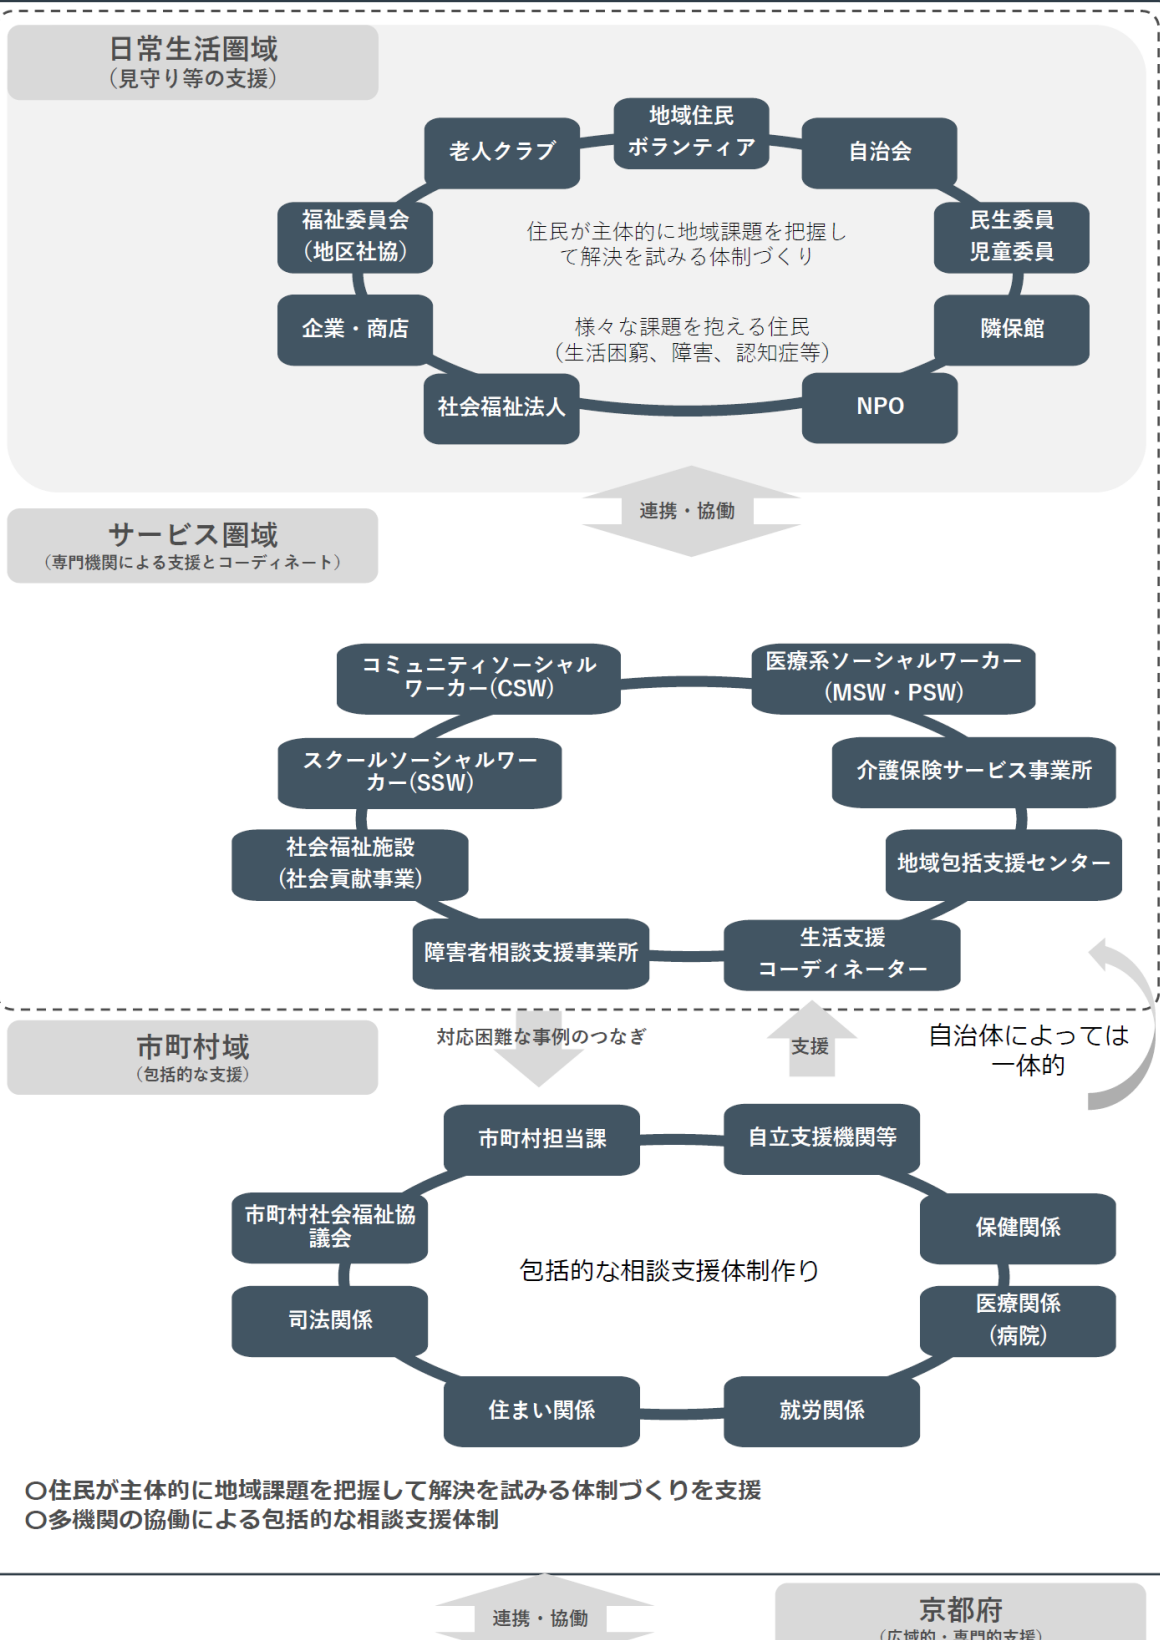 日常生活圏域
（見守り等の支援）
地域住民
ボランティア
老人クラブ
自治会
福祉委員会
（地区社協）
民生委員
児童委員
住民が主体的に地域課題を把握し
て解決を試みる体制づくり
企業・商店
隣保館
様々な課題を抱える住民
（生活困窮、障害、認知症等）
社会福祉法人
NPO
連携・協働
サービス圏域
（専門機関による支援とコーディネート）
コミュニティソーシャル
ワーカー(CSW)
医療系ソーシャルワーカー
（MSW・PSW）
スクールソーシャルワー
カー(SSW)
介護保険サービス事業所
社会福祉施設
（社会貢献事業）
地域包括支援センター
障害者相談支援事業所
生活支援
コーディネーター
市町村域
（包括的な支援）
対応困難な事例のつなぎ
支援
自治体によっては
一体的
市町村担当課
自立支援機関等
市町村社会福祉協
議会
保健関係
包括的な相談支援体制作り
司法関係
医療関係
（病院）
住まい関係
就労関係
〇住民が主体的に地域課題を把握して解決を試みる体制づくりを支援
〇多機関の協働による包括的な相談支援体制
連携・協働
京都府
（広域的・専門的支援）